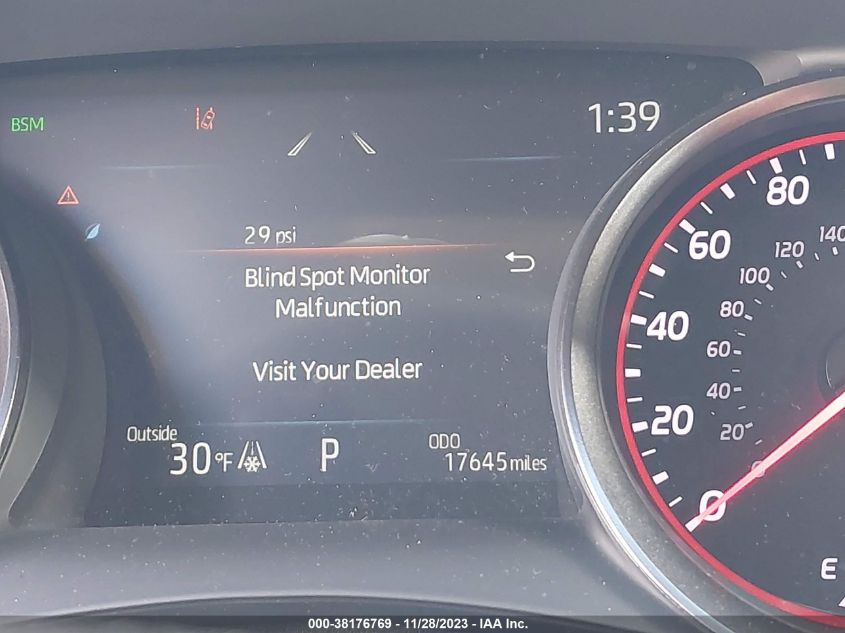 BSM
1:39
29 psi
Blind Spot Monitor
Malfunction
Visit Your Dealer
Outside
30 °F
P
ODO
17645 miles
80
60
40
20
0
140
120
100
80
60
40
20
0
E
000-38176769 - 11/28/2023 - IAA Inc.